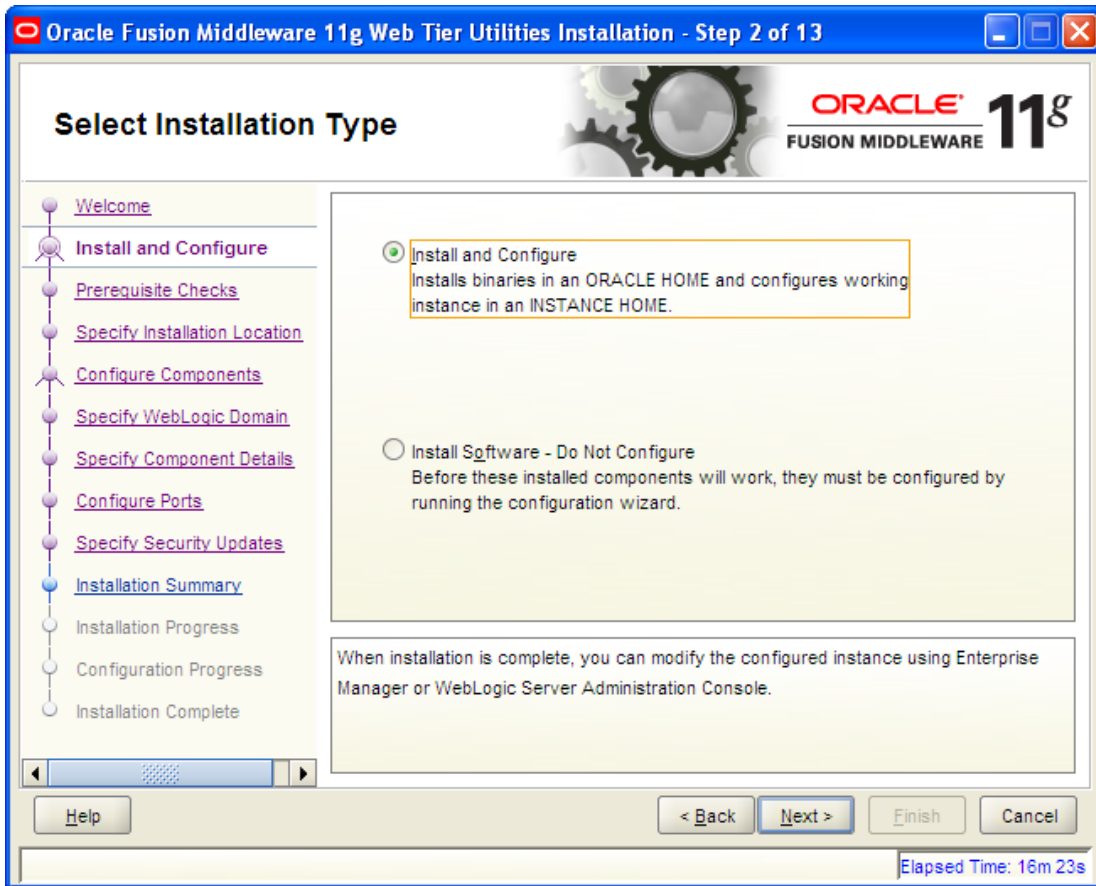 Oracle Fusion Middleware 11g Web Tier Utilities Installation - Step 2 of 13
Select Installation Type
ORACLE
FUSION MIDDLEWARE
11g
Welcome
Install and Configure
Prerequisite Checks
Specify Installation Location
Configure Components
Specify WebLogic Domain
Specify Component Details
Configure Ports
Specify Security Updates
Installation Summary
Installation Progress
Configuration Progress
Installation Complete
Install and Configure
Installs binaries in an ORACLE HOME and configures working
instance in an INSTANCE HOME.
Install Software - Do Not Configure
Before these installed components will work, they must be configured by
running the configuration wizard.
When installation is complete, you can modify the configured instance using Enterprise
Manager or WebLogic Server Administration Console.
Help
< Back
Next >
Finish
Cancel
Elapsed Time: 16m 23s